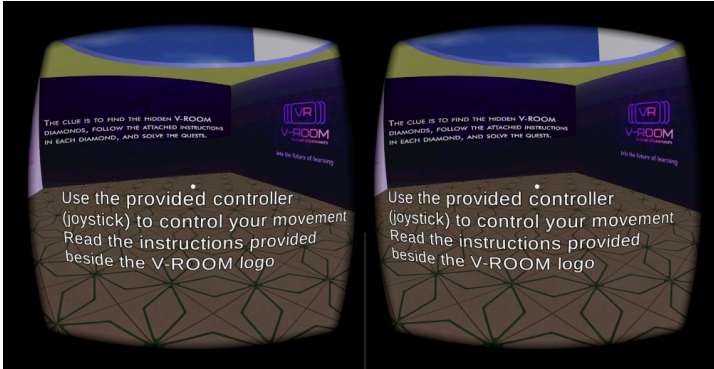 THE CLUE IS TO FIND THE HIDDEN V-ROOM
DIAMONDS, FOLLOW THE ATTACHED INSTRUCTIONS
IN EACH DIAMOND, AND SOLVE THE QUESTS.
VR
V-ROOM
Virtual Classroom
into the future of learning
Use the provided controller
(joystick) to control your movement
Read the instructions provided
beside the V-ROOM logo
THE CLUE IS TO FIND THE HIDDEN V-ROOM
DIAMONDS, FOLLOW THE ATTACHED INSTRUCTIONS
IN EACH DIAMOND, AND SOLVE THE QUESTS.
VR
V-ROOM
Virtual Classroom
into the future of learning
Use the provided controller
(joystick) to control your movement
Read the instructions provided
beside the V-ROOM logo